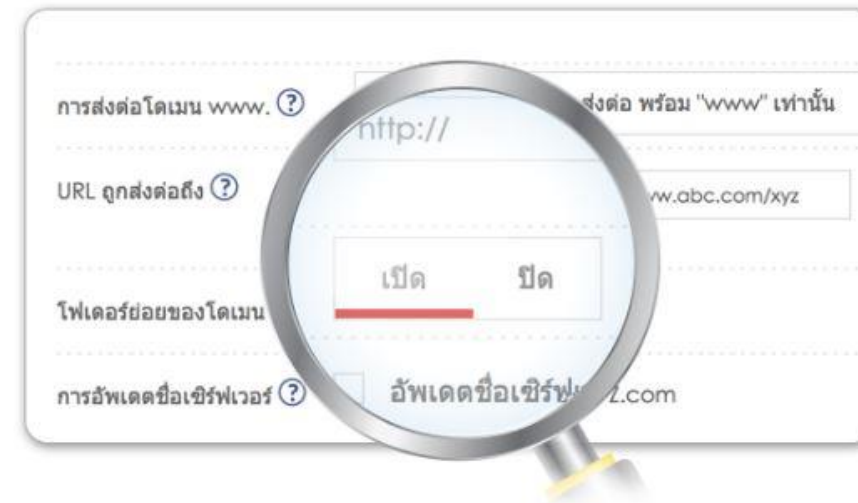 การส่งต่อโดเมน www. ? ส่งต่อ พร้อม "www" เท่านั้น
http://
URL ถูกส่งต่อถึง ? ww.abc.com/xyz
เปิด ปิด
โฟเดอร์ย่อยของโดเมน
การอัพเดตชื่อเซิร์ฟเวอร์ ? อัพเดตชื่อเซิร์ฟ z.com